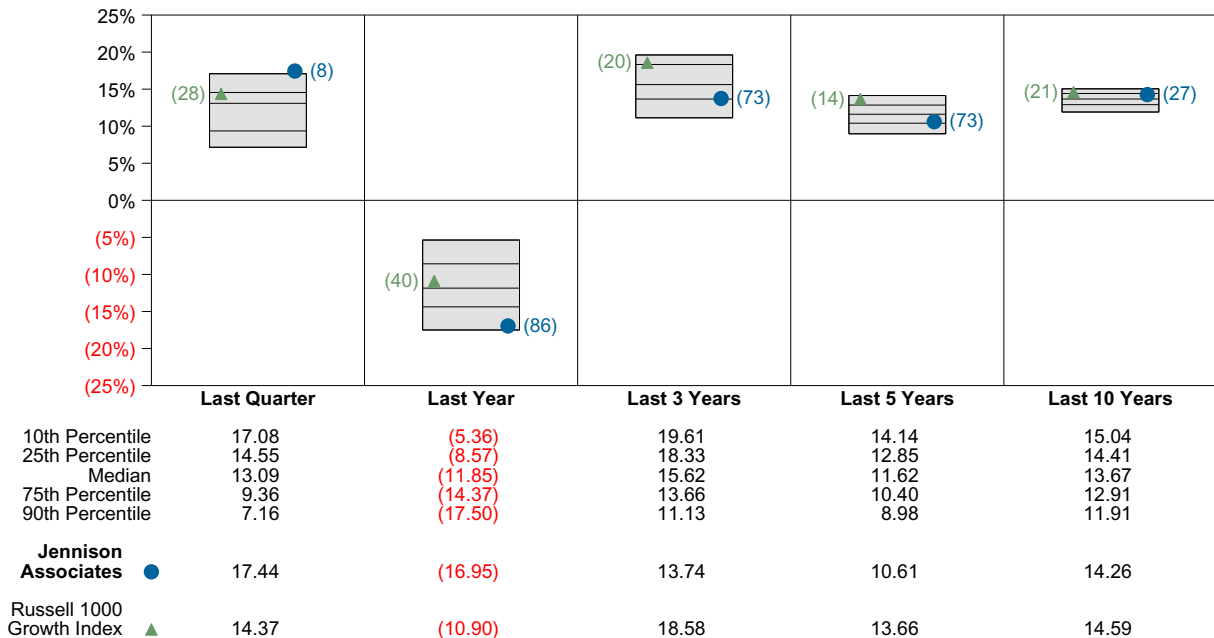 25%
20%
15%
10%
5%
0%
(5%)
(10%)
(15%)
(20%)
(25%)
(28) (8)
(40) (86)
(20) (73)
(14) (73)
(21) (27)
Last Quarter Last Year Last 3 Years Last 5 Years Last 10 Years
10th Percentile 17.08 (5.36) 19.61 14.14 15.04
25th Percentile 14.55 (8.57) 18.33 12.85 14.41
Median 13.09 (11.85) 15.62 11.62 13.67
75th Percentile 9.36 (14.37) 13.66 10.40 12.91
90th Percentile 7.16 (17.50) 11.13 8.98 11.91
Jennison
Associates 17.44 (16.95) 13.74 10.61 14.26
Russell 1000
Growth Index 14.37 (10.90) 18.58 13.66 14.59